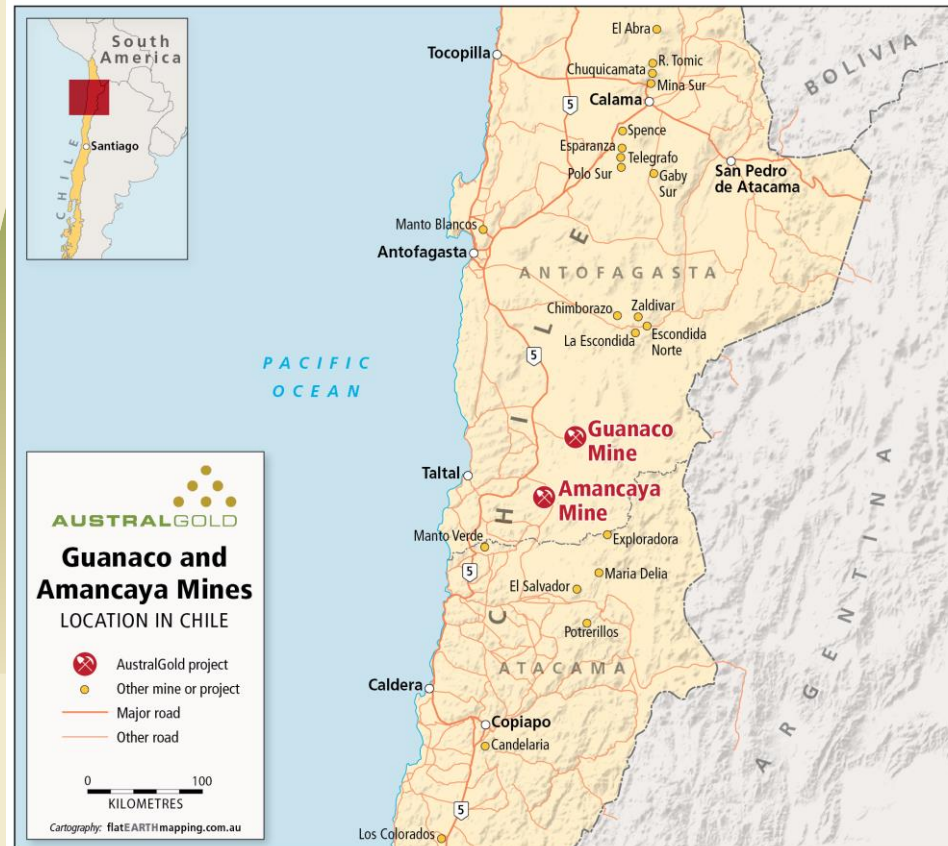 South
America
Santiago
CHILE
Tocopilla
El Abra
R. Tomic
Chuquicamata
Mina Sur
Calama
5
BOLIVIA
Spence
Esperanza
Telegrafo
Polo Sur
Gaby
Sur
San Pedro
de Atacama
Manto Blancos
Antofagasta
ANTOFAGASTA
Chimborazo
Zaldivar
La Escondida
Escondida
Norte
5
PACIFIC
OCEAN
CHILE
Guanaco
Mine
Taltal
Amancaya
Mine
Manto Verde
Exploradora
5
Maria Delia
El Salvador
Potrerillos
ATACAMA
ARGENTINA
Caldera
Copiapo
Candelaria
5
Los Colorados
AUSTRALGOLD
Guanaco and
Amancaya Mines
LOCATION IN CHILE
AustralGold project
Other mine or project
Major road
Other road
0 100
KILOMETRES
Cartography: flatEARTHmapping.com.au